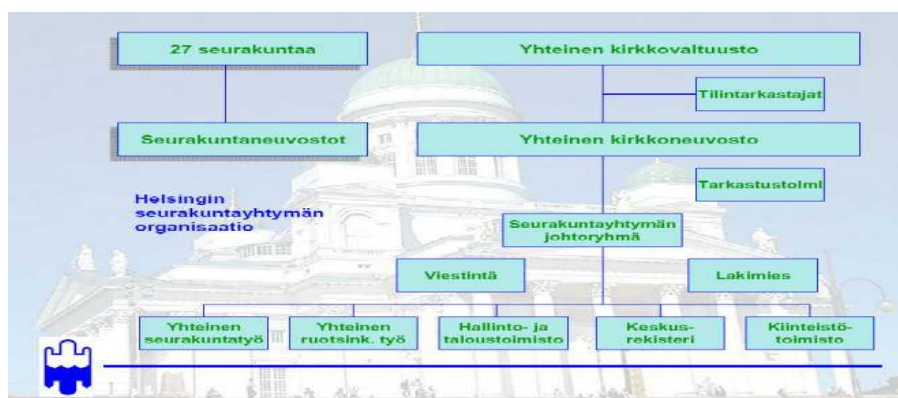 27 seurakuntaa
Yhteinen kirkkovaltuusto
Tilintarkastajat
Seurakuntaneuvostot
Yhteinen kirkkoneuvosto
Tarkastustoimi
Helsingin
seurakuntayhtymän
organisaatio
Seurakuntayhtymän
johtoryhmä
Viestintä
Lakimies
Yhteinen
seurakuntatyö
Yhteinen
ruotsink. työ
Hallinto- ja
taloustoimisto
Keskus-
rekisteri
Kiinteistö-
toimisto